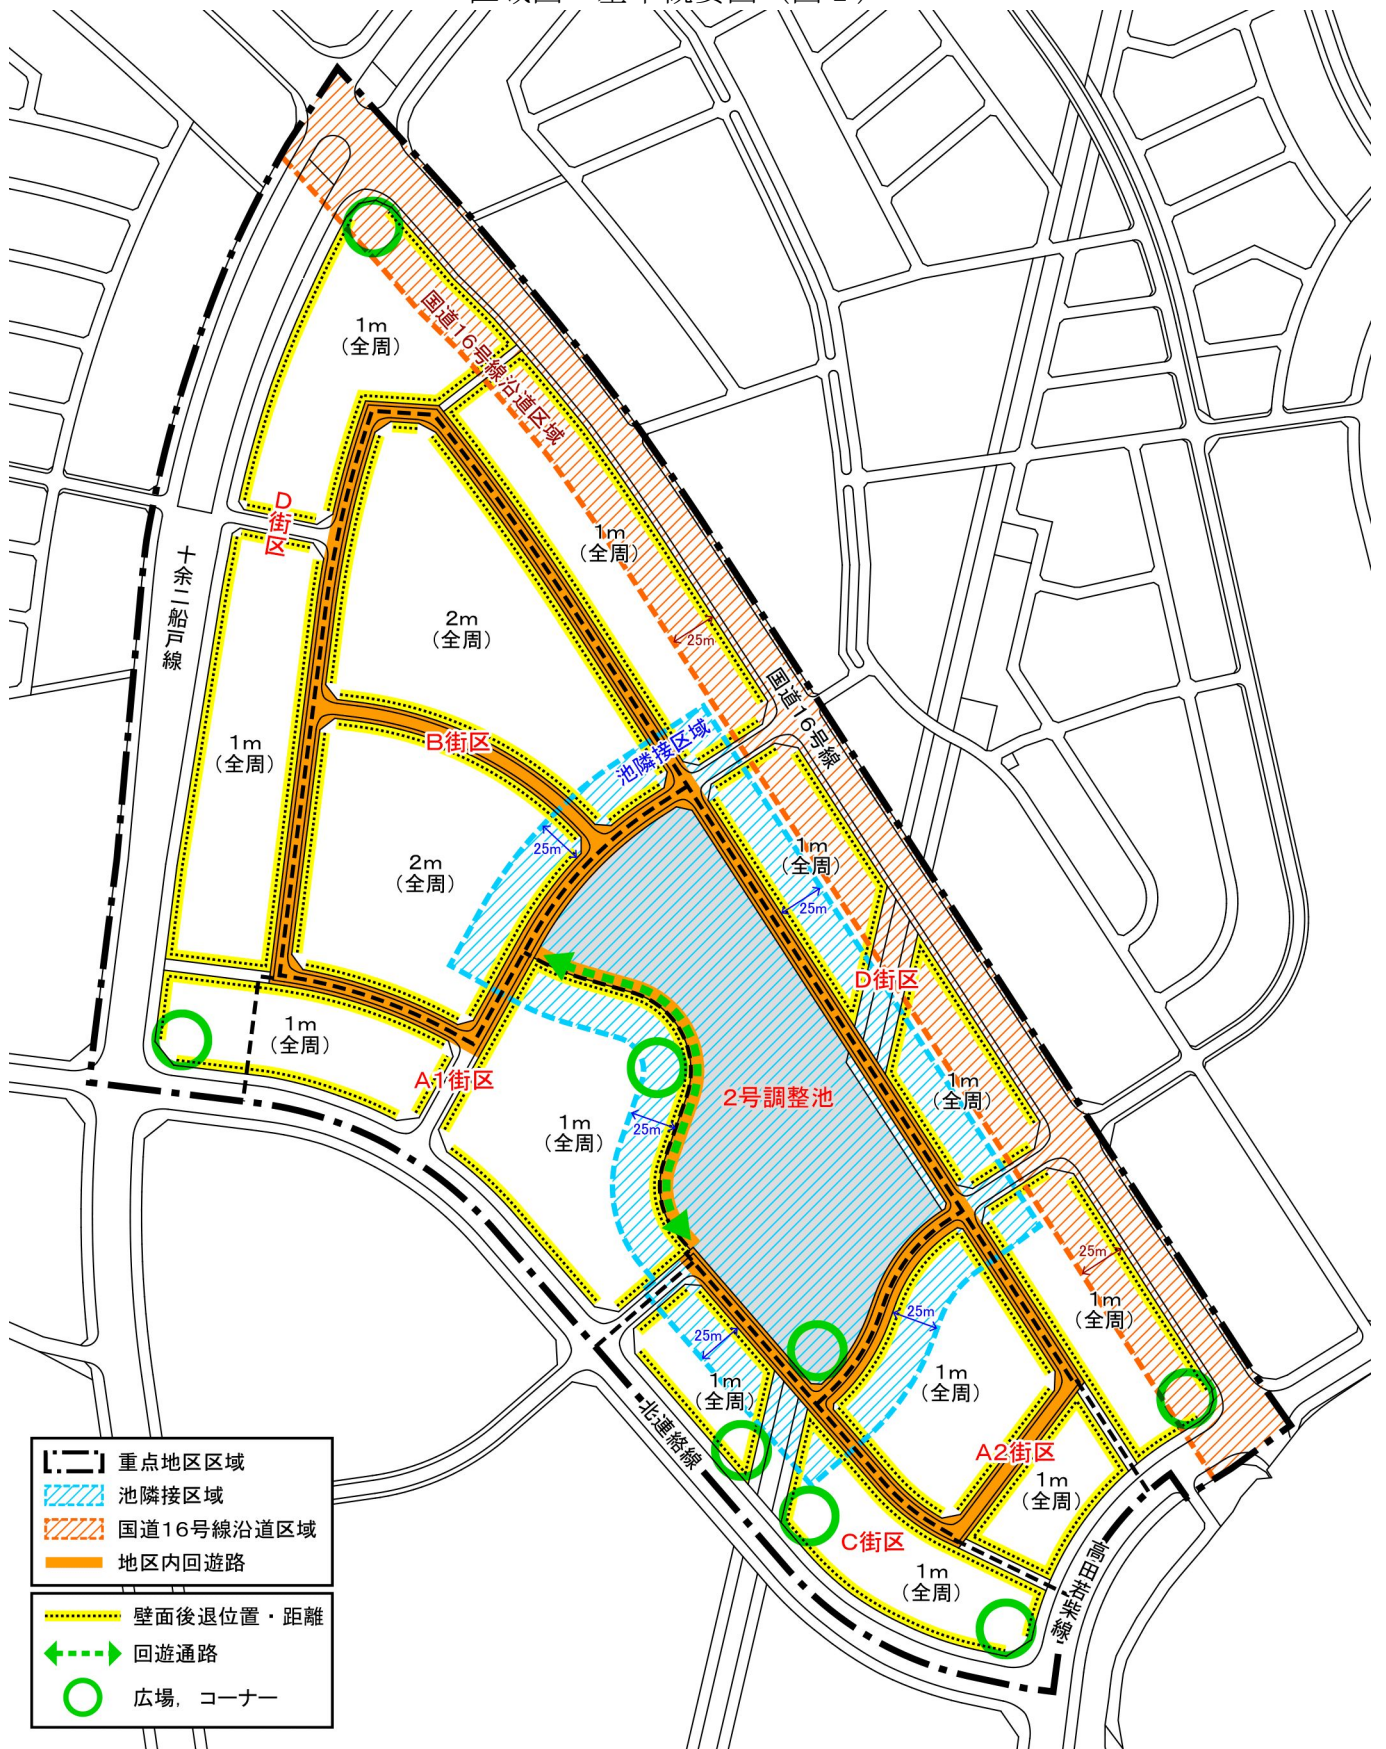 1m
(全周)
国道16号線沿道区域
D街区
1m
(全周)
十余二船戸線
2m
(全周)
25m
国道16号線
B街区
池隣接区域
1m
(全周)
25m
1m
(全周)
2m
(全周)
25m
D街区
1m
(全周)
A1街区
2号調整池
1m
(全周)
1m
(全周)
25m
25m
1m
(全周)
25m
25m
1m
(全周)
1m
(全周)
北連絡線
A2街区
1m
(全周)
C街区
1m
(全周)
高田若柴線
重点地区区域
池隣接区域
国道16号線沿道区域
地区内回遊路
壁面後退位置・距離
回遊通路
広場, コーナー